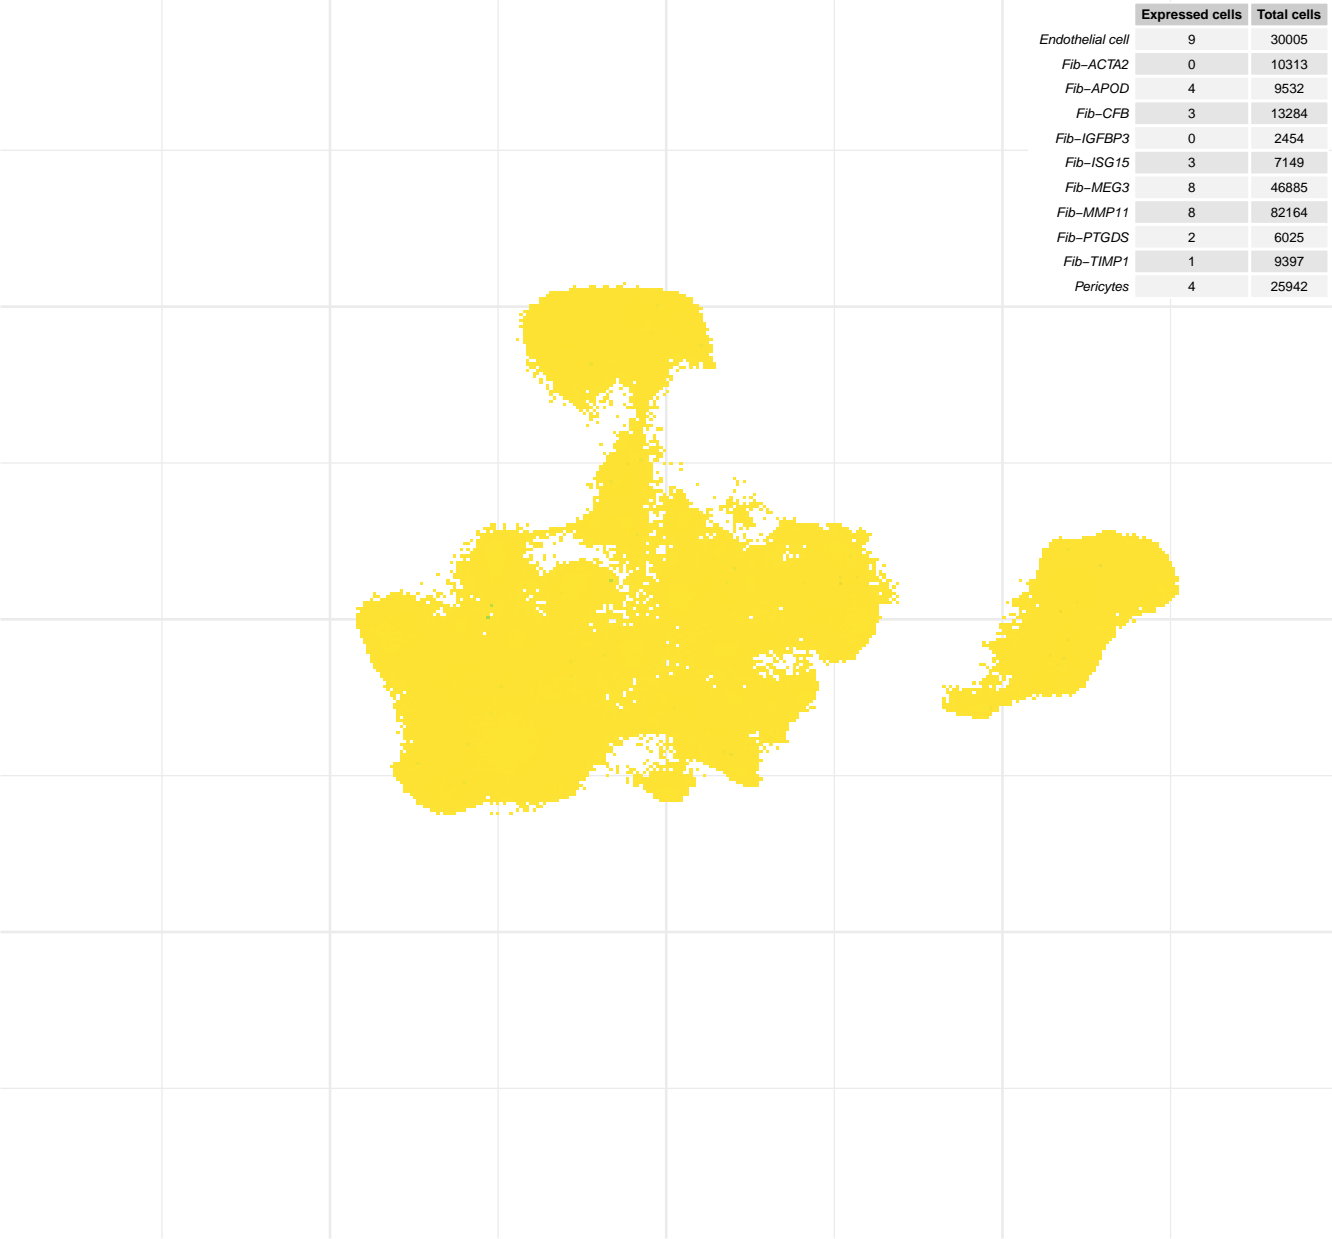 Expressed cells Total cells
Endothelial cell 9 30005
Fib−ACTA2 0 10313
Fib−APOD 4 9532
Fib−CFB 3 13284
Fib−IGFBP3 0 2454
Fib−ISG15 3 7149
Fib−MEG3 8 46885
Fib−MMP11 8 82164
Fib−PTGDS 2 6025
Fib−TIMP1 1 9397
Pericytes 4 25942